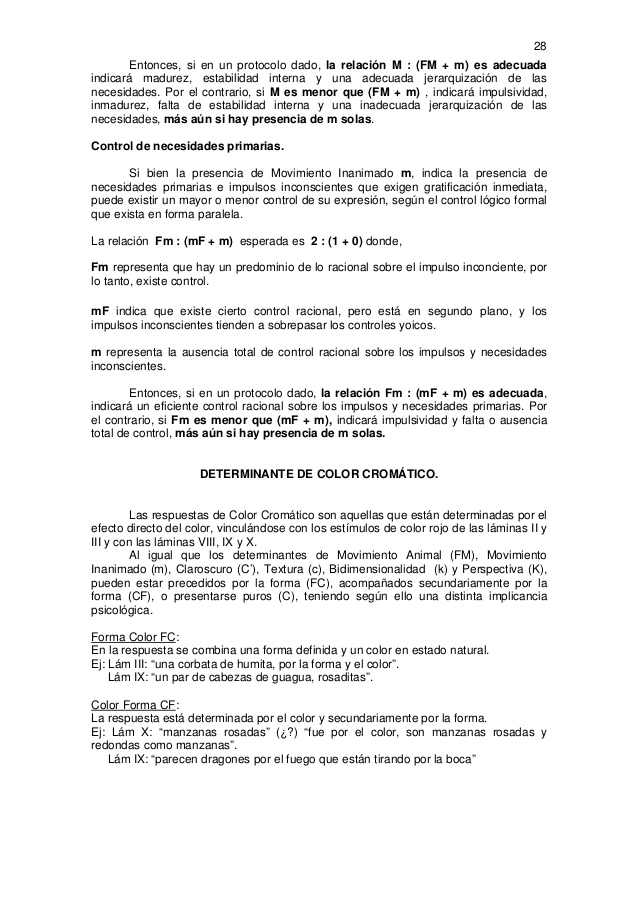 28
Entonces, si en un protocolo dado, la relación M : (FM + m) es adecuada
indicará madurez, estabilidad interna y una adecuada jerarquización de las
necesidades. Por el contrario, si M es menor que (FM + m) , indicará impulsividad,
inmadurez, falta de estabilidad interna y una inadecuada jerarquización de las
necesidades, más aún si hay presencia de m solas.
Control de necesidades primarias.
Si bien la presencia de Movimiento Inanimado m, indica la presencia de
necesidades primarias e impulsos inconscientes que exigen gratificación inmediata,
puede existir un mayor o menor control de su expresión, según el control lógico formal
que exista en forma paralela.
La relación Fm : (mF + m) esperada es 2 : (1 + 0) donde,
Fm representa que hay un predominio de lo racional sobre el impulso inconciente, por
lo tanto, existe control.
mF indica que existe cierto control racional, pero está en segundo plano, y los
impulsos inconscientes tienden a sobrepasar los controles yoicos.
m representa la ausencia total de control racional sobre los impulsos y necesidades
inconscientes.
Entonces, si en un protocolo dado, la relación Fm : (mF + m) es adecuada,
indicará un eficiente control racional sobre los impulsos y necesidades primarias. Por
el contrario, si Fm es menor que (mF + m), indicará impulsividad y falta o ausencia
total de control, más aún si hay presencia de m solas.
DETERMINANTE DE COLOR CROMÁTICO.
Las respuestas de Color Cromático son aquellas que están determinadas por el
efecto directo del color, vinculándose con los estímulos de color rojo de las láminas II y
III y con las láminas VIII, IX y X.
Al igual que los determinantes de Movimiento Animal (FM), Movimiento
Inanimado (m), Claroscuro (C'), Textura (c), Bidimensionalidad (k) y Perspectiva (K),
pueden estar precedidos por la forma (FC), acompañados secundariamente por la
forma (CF), o presentarse puros (C), teniendo según ello una distinta implicancia
psicológica.
Forma Color FC:
En la respuesta se combina una forma definida y un color en estado natural.
Ej: Lám III: “una corbata de humita, por la forma y el color”.
Lám IX: “un par de cabezas de guagua, rosaditas”.
Color Forma CF:
La respuesta está determinada por el color y secundariamente por la forma.
Ej: Lám X: “manzanas rosadas” (¿?) “fue por el color, son manzanas rosadas y
redondas como manzanas”.
Lám IX: “parecen dragones por el fuego que están tirando por la boca”